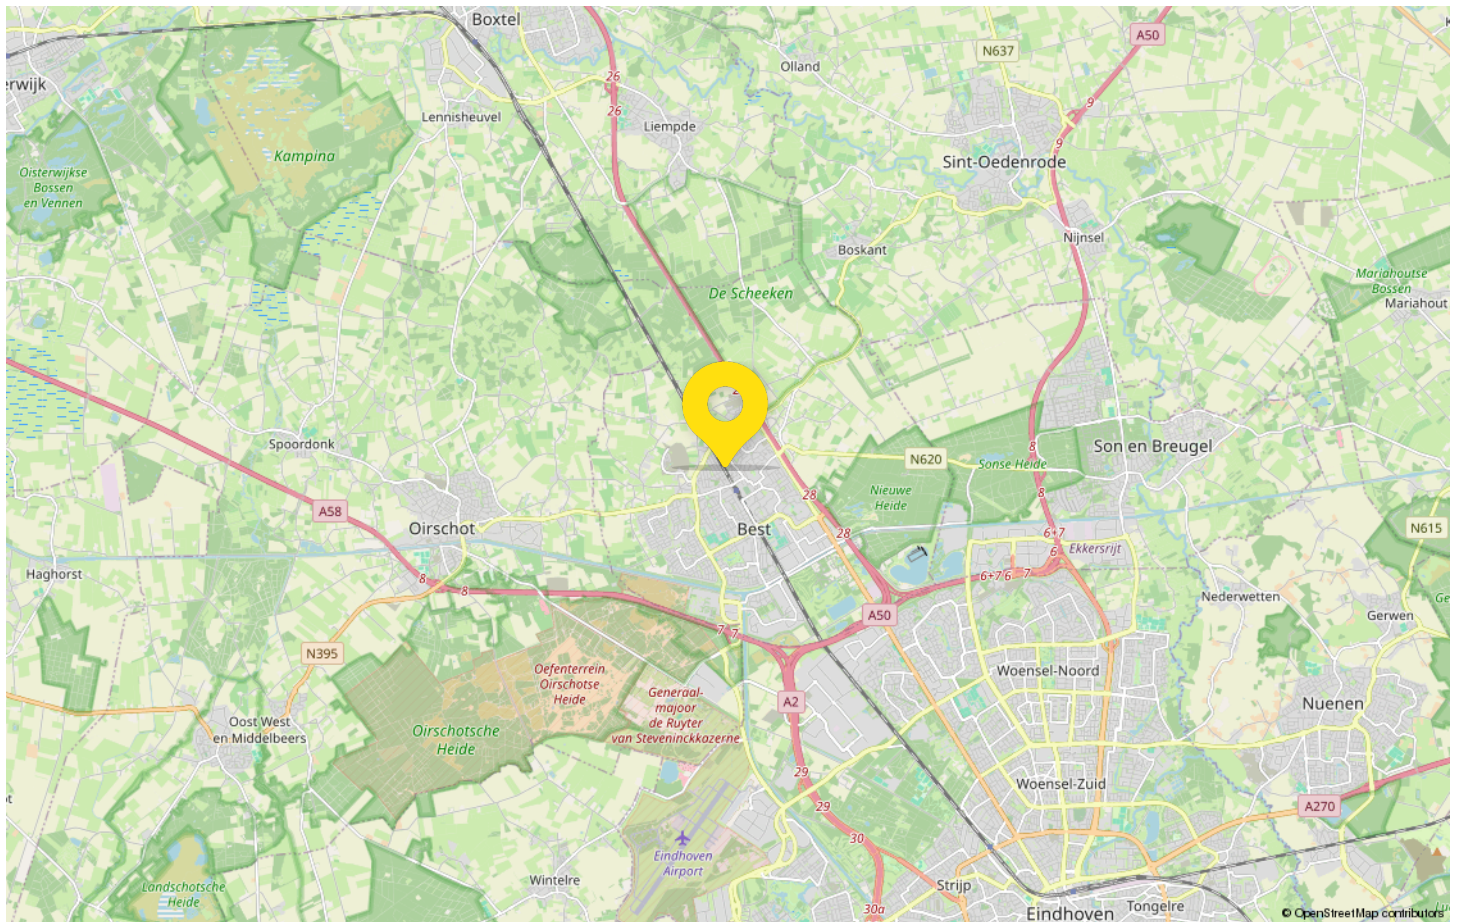 Boxtel
A50
N637
K
Olland
erwijk
26
9
26
Lennisheuvel
Liempde
9
Kampina
Sint-Oedenrode
Oisterwijkse
Bossen
en Vennen
Nijnsel
Boskant
Mariahoutse
Bossen
De Scheeken
Mariahout
2
Spoordonk
8
Son en Breugel
N620
Sonse Heide
Nieuwe
Heide
28
8
A58
Oirschot
Best
28
6+7
N615
Ekkersrijt
6
Haghorst
8
8
6+7
6
7
Nederwetten
Ge
A50
Gerwen
7
7
N395
Oefenterrein
Oirschotse
Heide
Woensel-Noord
Generaal-
majoor
de Ruyter
van Steveninckkazerne
A2
Nuenen
Oost West
en Middelbeers
Oirschotsche
Heide
29
Woensel-Zuid
ot
29
A270
30
Eindhoven
Airport
Landschotsche
Heide
Wintelre
Strijp
30a
Eindhoven
Tongelre
Lu
© OpenStreetMap contributors